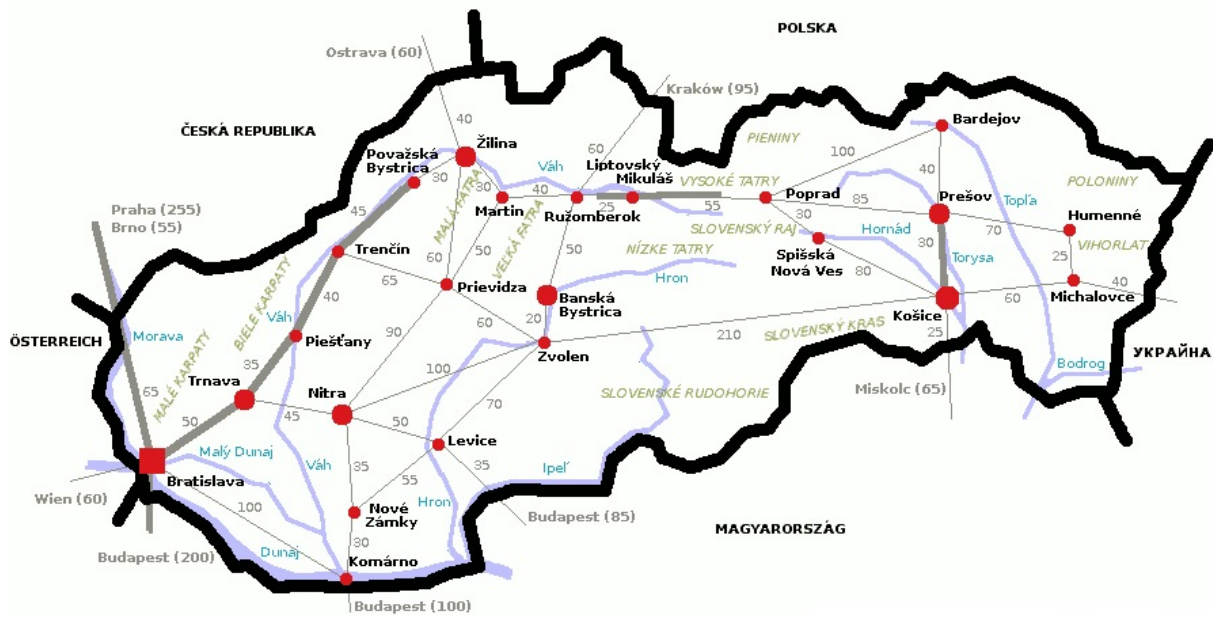 POLSKA
Ostrava (60)
Kraków (95)
ČESKÁ REPUBLIKA
40
Žilina
Bardejov
PIENINY
100
Považská
Bystrica
30
MALÁ FATRA
30
Váh
60
Liptovský
Mikuláš
VYSOKÉ TATRY
40
POLONINY
Martin
40
Ružomberok
25
55
Poprad
85
Prešov
Topľa
Praha (255)
Brno (55)
45
VEĽKÁ FATRA
30
SLOVENSKÝ RAJ
Hornád
70
Humenné
Trenčín
60
50
50
NÍZKE TATRY
Spišská
Nová Ves
30
Torysa
25
VIHORLAT
65
Prievidza
Hron
80
40
BIELE KARPATY
40
Banská
Bystrica
Košice
60
Michalovce
Váh
Morava
20
60
210
SLOVENSKÝ KRAS
25
ÖSTERREICH
Piešťany
90
Zvolen
УКРАЙНА
MALÉ KARPATY
35
100
Bodrog
65
Trnava
Nitra
SLOVENSKÉ RUDOHORIE
Miskolc (65)
50
45
50
70
Levice
Malý Dunaj
Váh
35
55
35
Ipeľ
Wien (60)
Bratislava
Hron
100
Nové
Zámky
Budapest (85)
MAGYARORSZÁG
Budapest (200)
Dunaj
30
Komárno
Budapest (100)